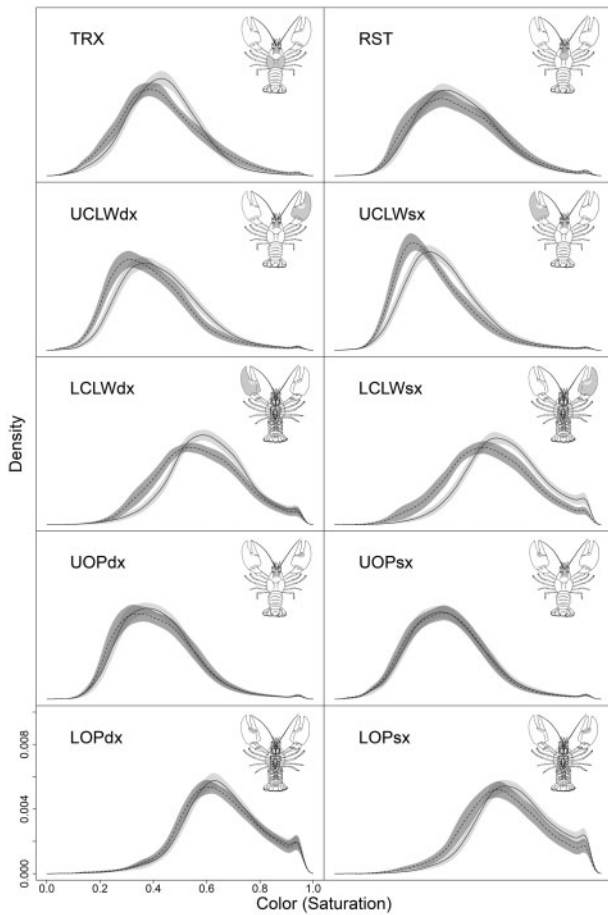 TRX
RST
UCLWdx
UCLWsx
LCLWdx
LCLWsx
UOPdx
UOPsx
LOPdx
LOPsx
Density
0.008
0.004
0.000
0.0 0.2 0.4 0.6 0.8 1.0
Color (Saturation)